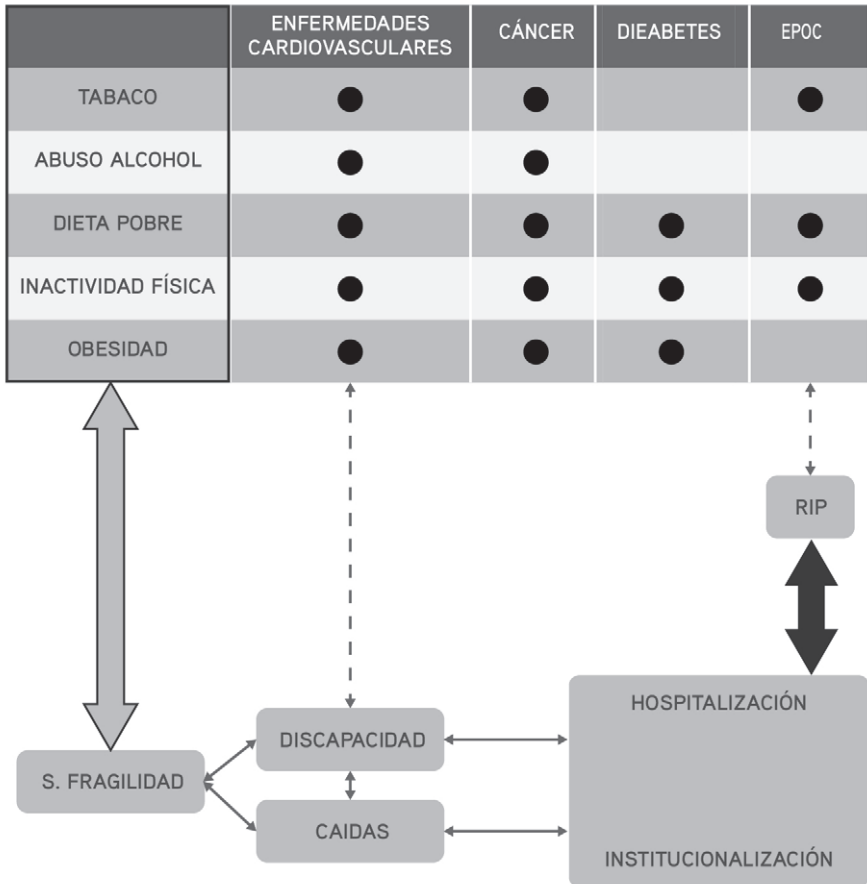 ENFERMEDADES
CARDIOVASCULARES
CÁNCER
DIEABETES
EPOC
TABACO
ABUSO ALCOHOL
DIETA POBRE
INACTIVIDAD FÍSICA
OBESIDAD
RIP
HOSPITALIZACIÓN
DISCAPACIDAD
S. FRAGILIDAD
CAIDAS
INSTITUCIONALIZACIÓN